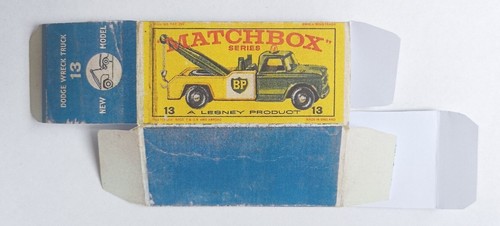 DODGE WRECK TRUCK
13
NEW MODEL
"MATCHBOX"
SERIES
BP
13 A LESNEY PRODUCT 13